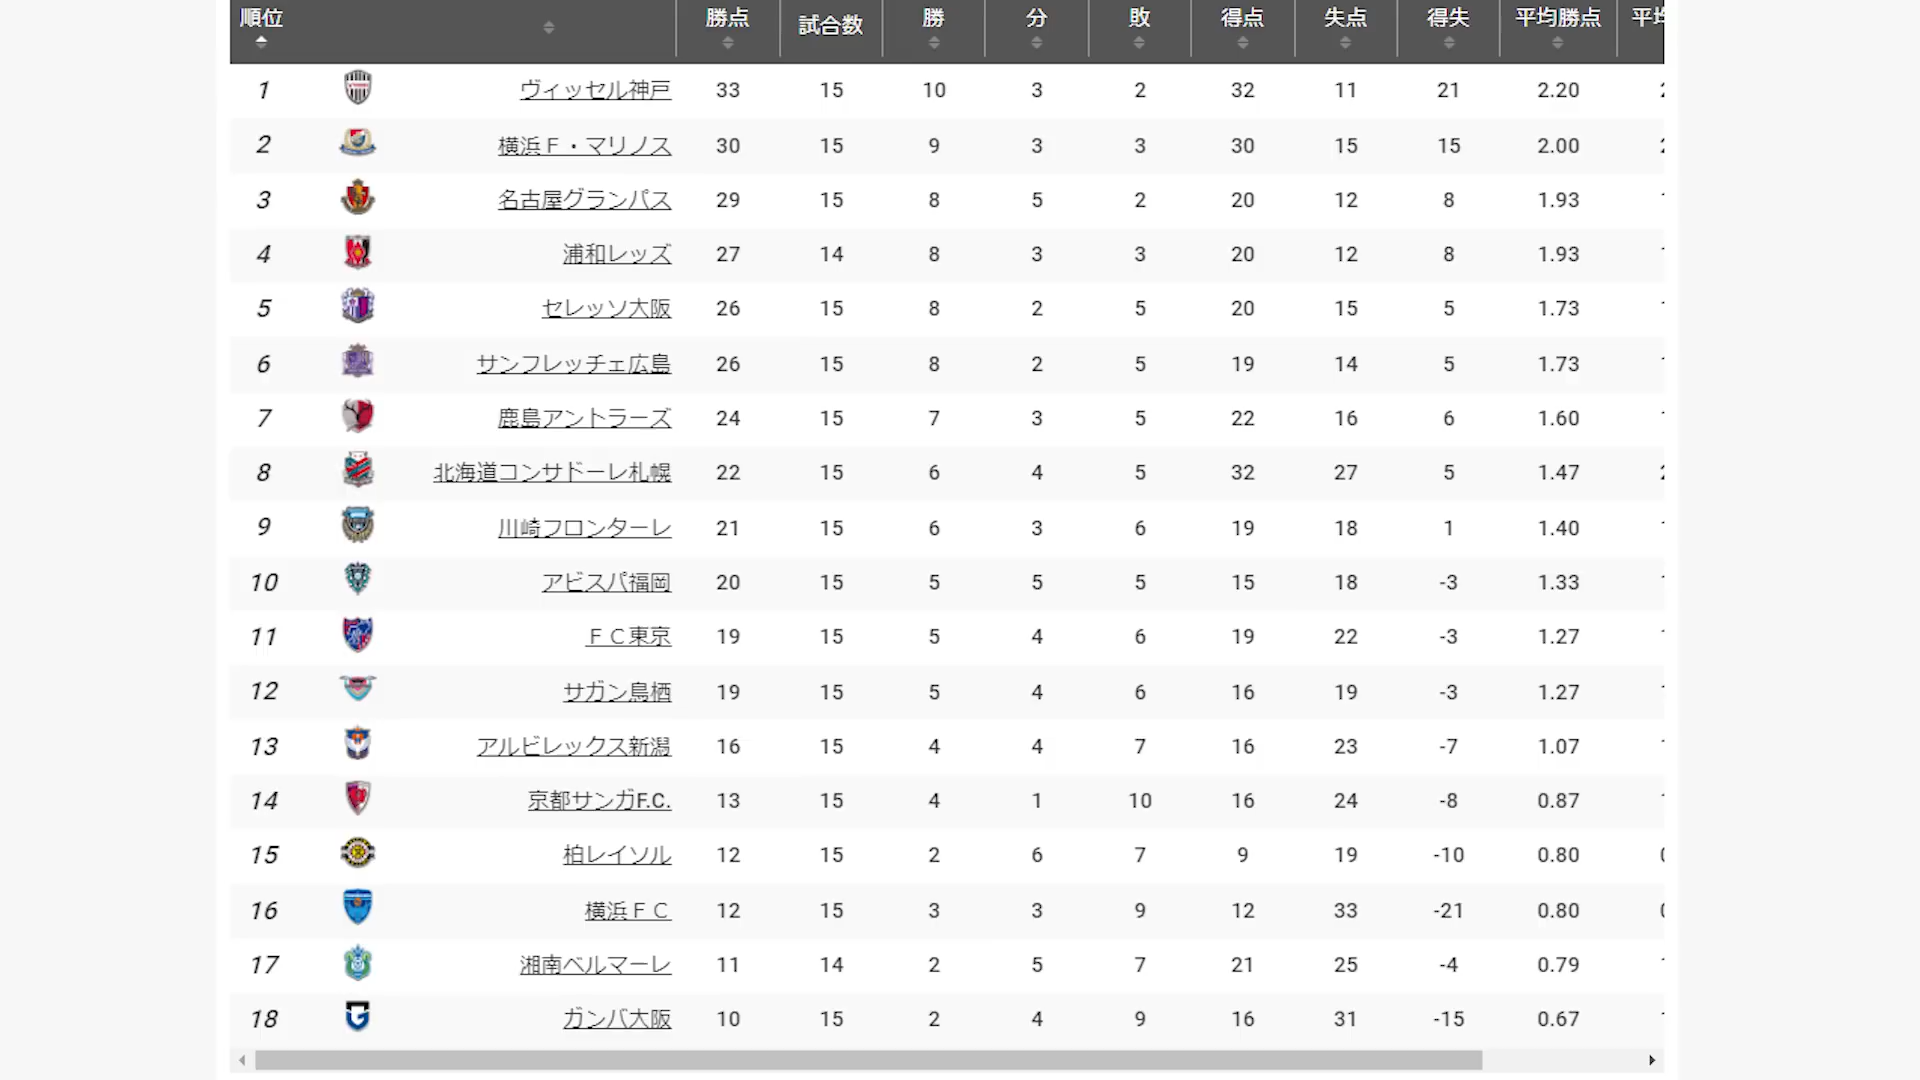 順位 勝点 試合数 勝 分 敗 得点 失点 得失 平均勝点
1 ヴィッセル神戸 33 15 10 3 2 32 11 21 2.20
2 横浜Ｆ・マリノス 30 15 9 3 3 30 15 15 2.00
3 名古屋グランパス 29 15 8 5 2 20 12 8 1.93
4 浦和レッズ 27 14 8 3 3 20 12 8 1.93
5 セレッソ大阪 26 15 8 2 5 20 15 5 1.73
6 サンフレッチェ広島 26 15 8 2 5 19 14 5 1.73
7 鹿島アントラーズ 24 15 7 3 5 22 16 6 1.60
8 北海道コンサドーレ札幌 22 15 6 4 5 32 27 5 1.47
9 川崎フロンターレ 21 15 6 3 6 19 18 1 1.40
10 アビスパ福岡 20 15 5 5 5 15 18 -3 1.33
11 ＦＣ東京 19 15 5 4 6 19 22 -3 1.27
12 サガン鳥栖 19 15 5 4 6 16 19 -3 1.27
13 アルビレックス新潟 16 15 4 4 7 16 23 -7 1.07
14 京都サンガF.C. 13 15 4 1 10 16 24 -8 0.87
15 柏レイソル 12 15 2 6 7 9 19 -10 0.80
16 横浜ＦＣ 12 15 3 3 9 12 33 -21 0.80
17 湘南ベルマーレ 11 14 2 5 7 21 25 -4 0.79
18 ガンバ大阪 10 15 2 4 9 16 31 -15 0.67